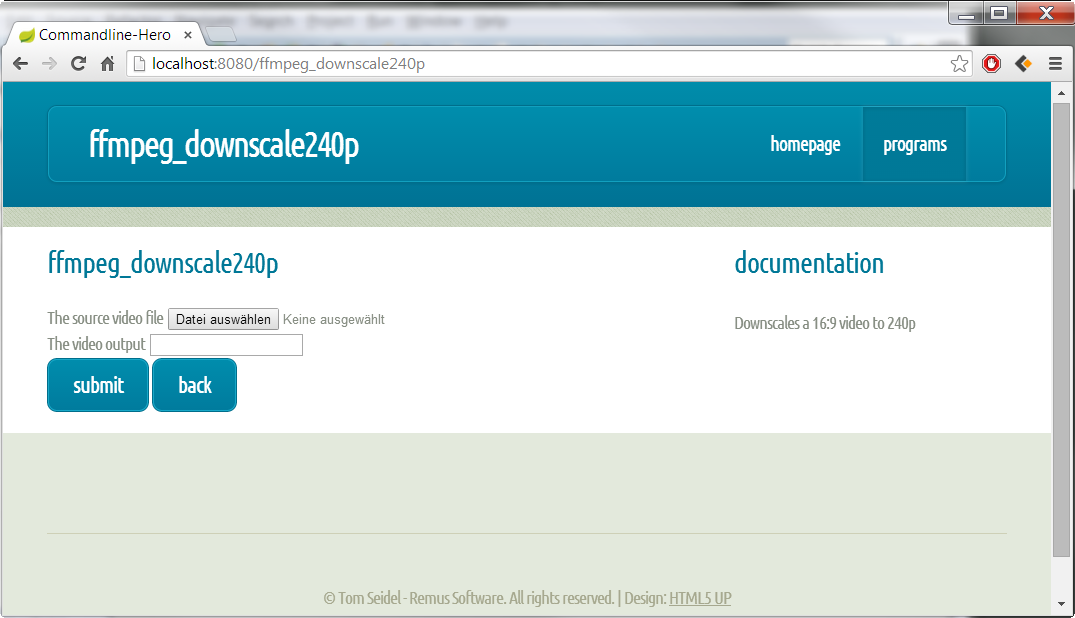 Commandline-Hero
localhost:8080/ffmpeg_downscale240p
ffmpeg_downscale240p
homepage
programs
ffmpeg_downscale240p
documentation
The source video file Datei auswählen Keine ausgewählt
Downscales a 16:9 video to 240p
The video output
submit
back
© Tom Seidel - Remus Software. All rights reserved. | Design: HTML5 UP